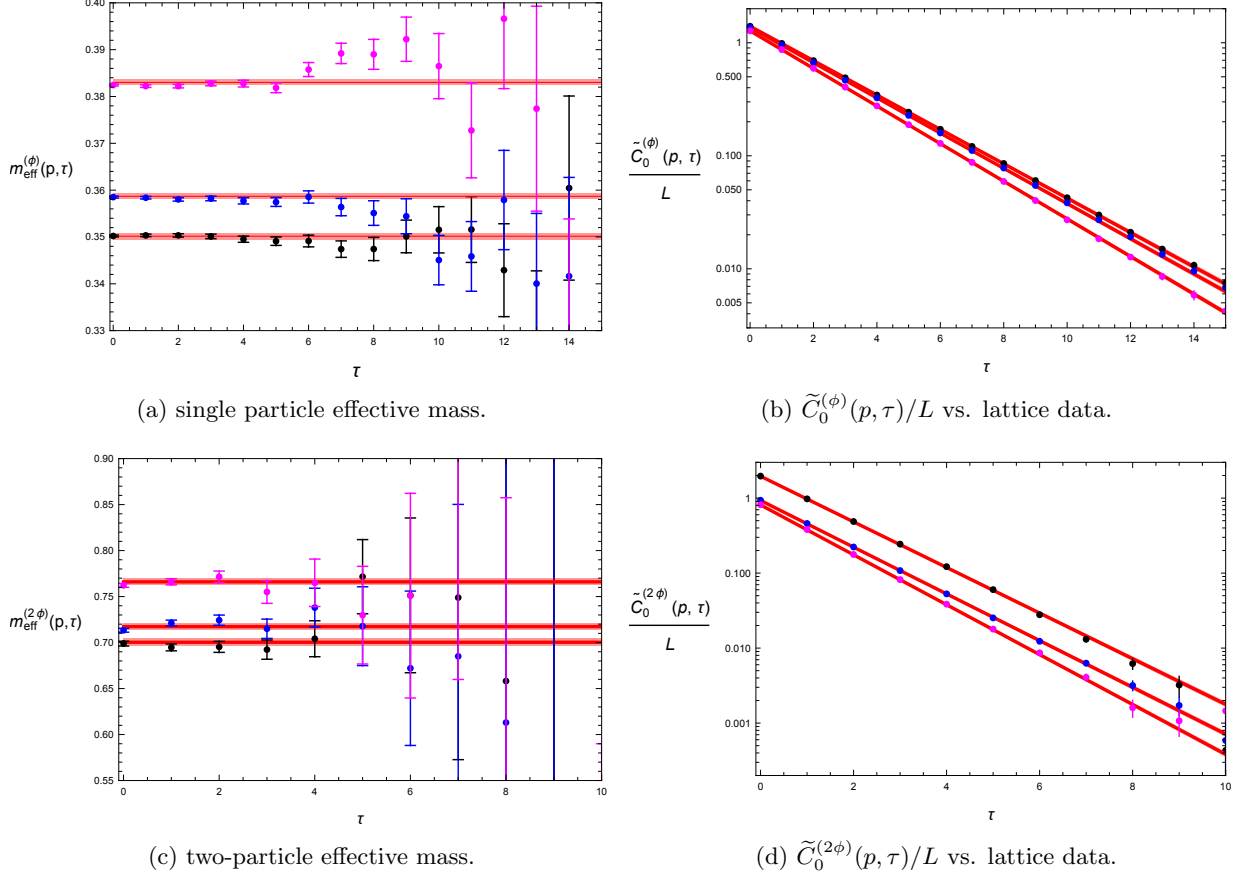 0.40
0.39
0.38
0.37
0.36
0.35
0.34
0.33
m_eff^(ϕ)(p,τ)
0 2 4 6 8 10 12 14
τ
(a) single particle effective mass.
1
0.500
0.100
0.050
0.010
0.005
C̃_0^(ϕ)(p, τ)
L
0 2 4 6 8 10 12 14
τ
(b) C̃_0^(ϕ)(p, τ)/L vs. lattice data.
0.90
0.85
0.80
0.75
0.70
0.65
0.60
0.55
m_eff^(2ϕ)(p,τ)
0 2 4 6 8 10
τ
(c) two-particle effective mass.
1
0.100
0.010
0.001
C̃_0^(2ϕ)(p, τ)
L
0 2 4 6 8 10
τ
(d) C̃_0^(2ϕ)(p, τ)/L vs. lattice data.